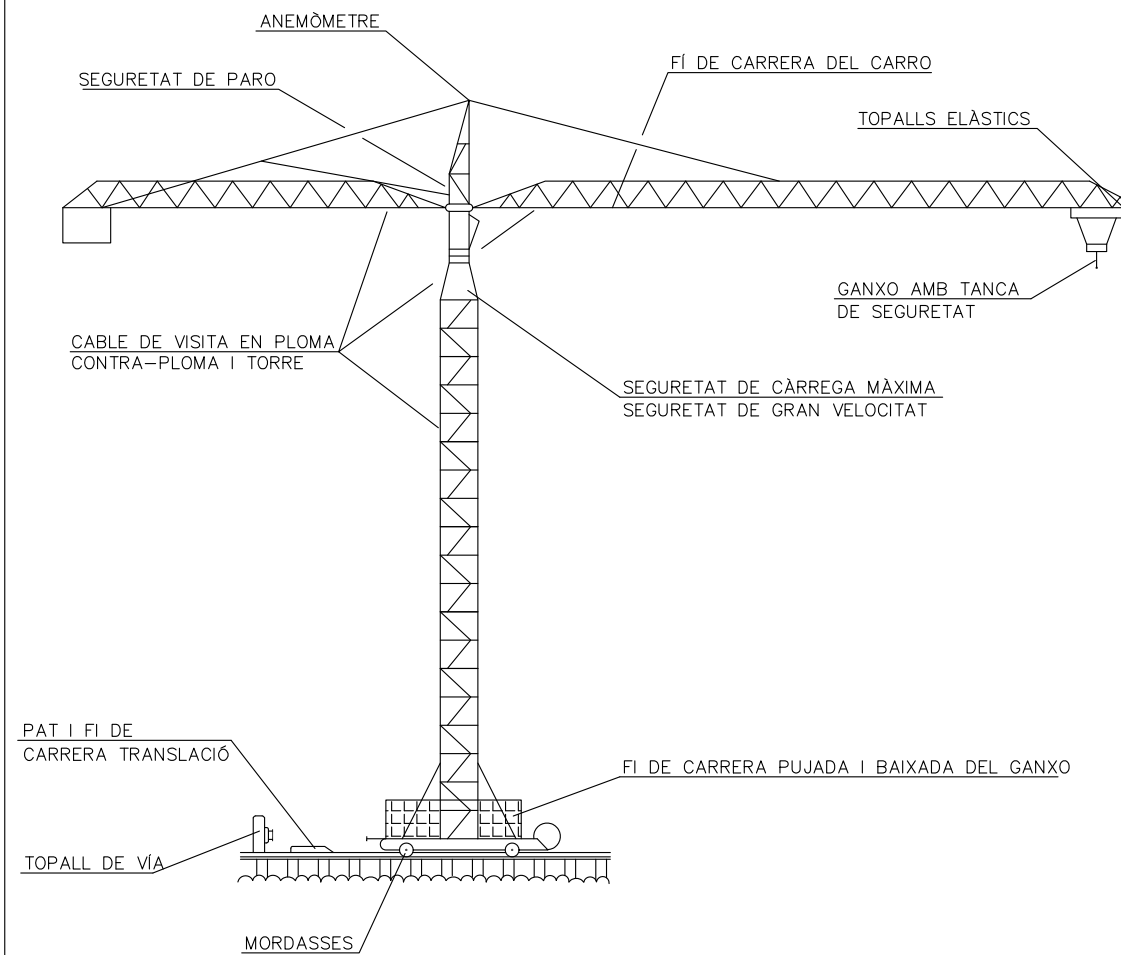 ANEMÒMETRE
SEGURETAT DE PARO
FÍ DE CARRERA DEL CARRO
TOPALLS ELÀSTICS
GANXO AMB TANCA
DE SEGURETAT
CABLE DE VISITA EN PLOMA
CONTRA-PLOMA I TORRE
SEGURETAT DE CÀRREGA MÀXIMA
SEGURETAT DE GRAN VELOCITAT
PAT I FI DE
CARRERA TRANSLACIÓ
FI DE CARRERA PUJADA I BAIXADA DEL GANXO
TOPALL DE VÍA
MORDASSES